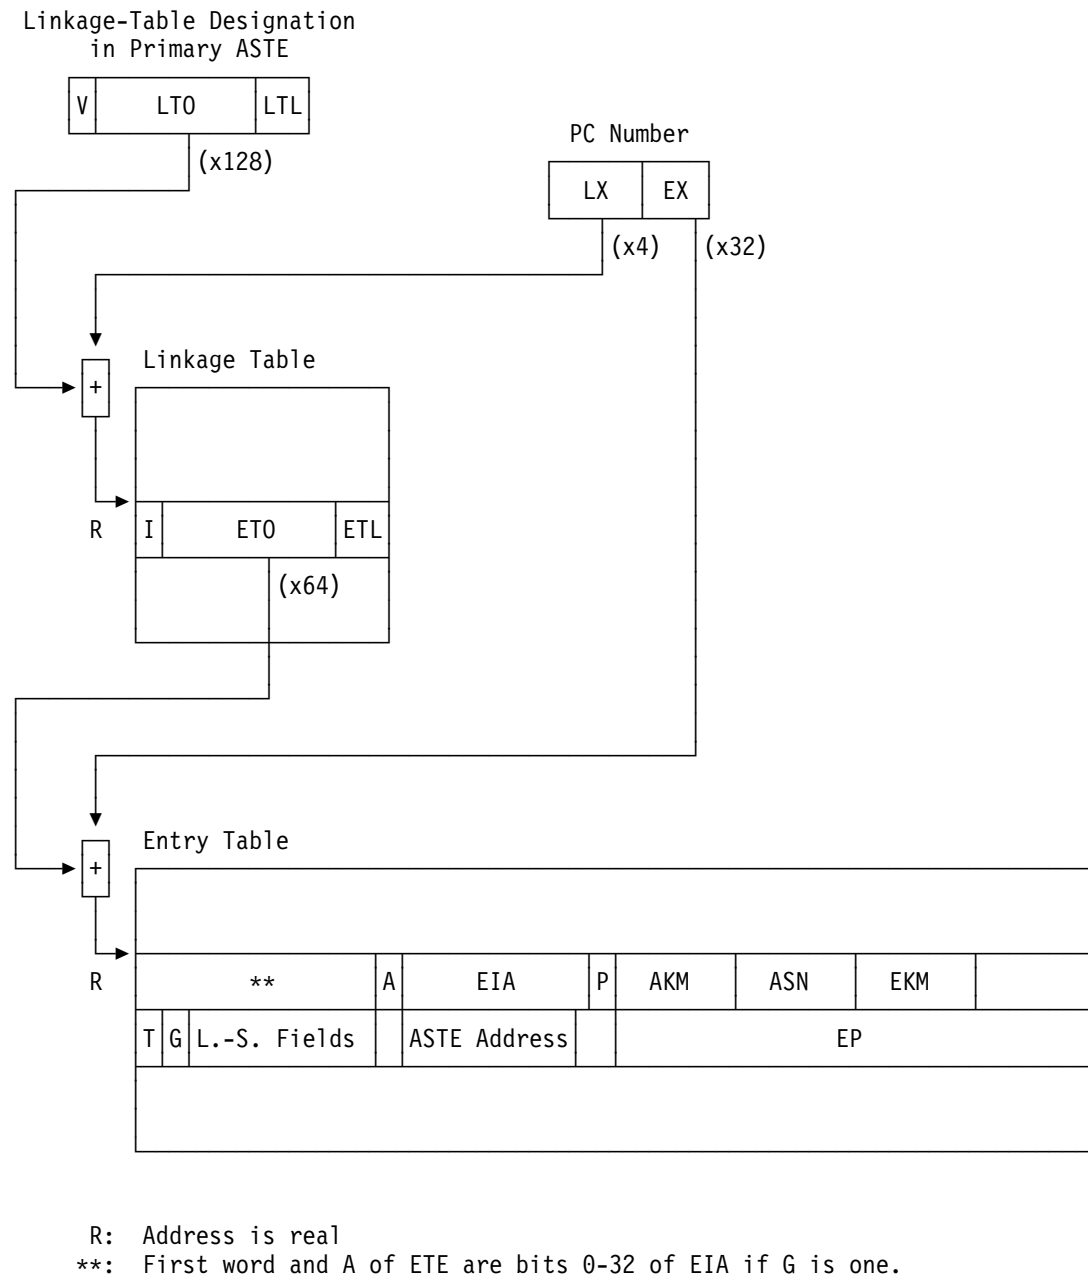 Linkage-Table Designation
in Primary ASTE
V LTO LTL
(x128)
PC Number
LX EX
(x4) (x32)
+
Linkage Table
R I ETO ETL
(x64)
+
Entry Table
R ** A EIA P AKM ASN EKM
T G L.-S. Fields ASTE Address EP
R: Address is real
**: First word and A of ETE are bits 0-32 of EIA if G is one.